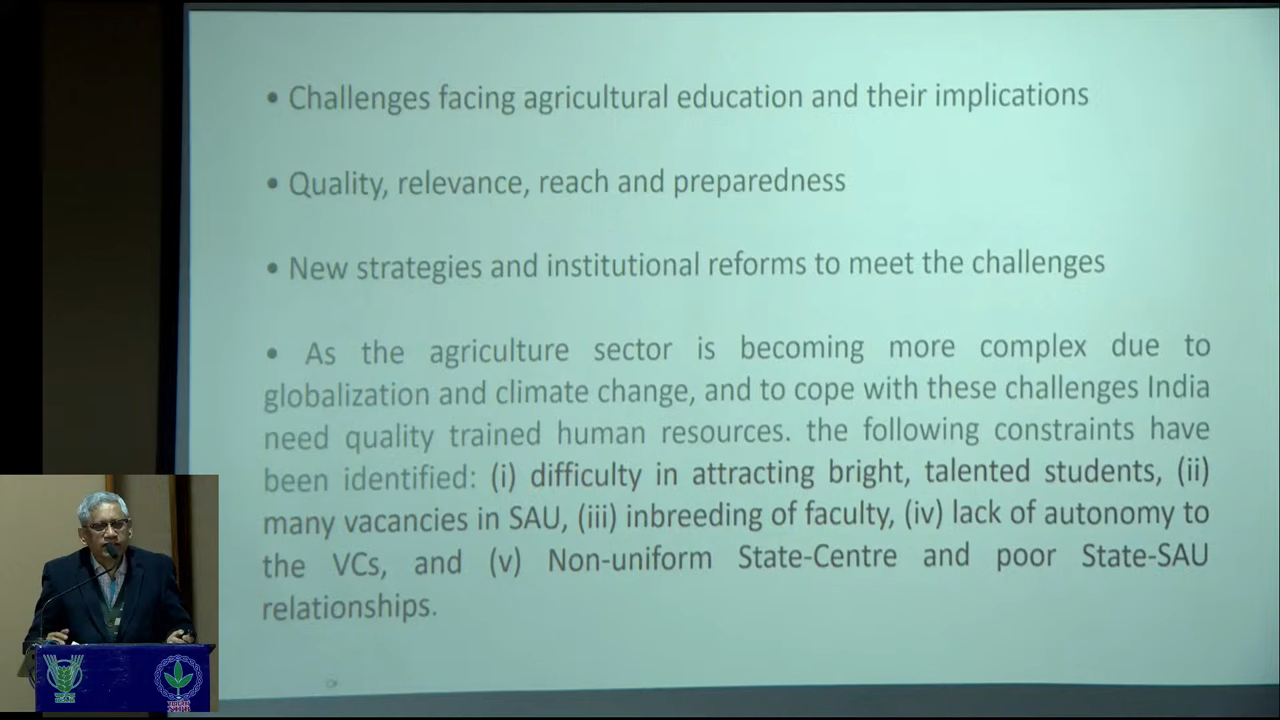 • Challenges facing agricultural education and their implications
• Quality, relevance, reach and preparedness
• New strategies and institutional reforms to meet the challenges
• As the agriculture sector is becoming more complex due to
globalization and climate change, and to cope with these challenges India
need quality trained human resources. the following constraints have
been identified: (i) difficulty in attracting bright, talented students, (ii)
many vacancies in SAU, (iii) inbreeding of faculty, (iv) lack of autonomy to
the VCs, and (v) Non-uniform State-Centre and poor State-SAU
relationships.